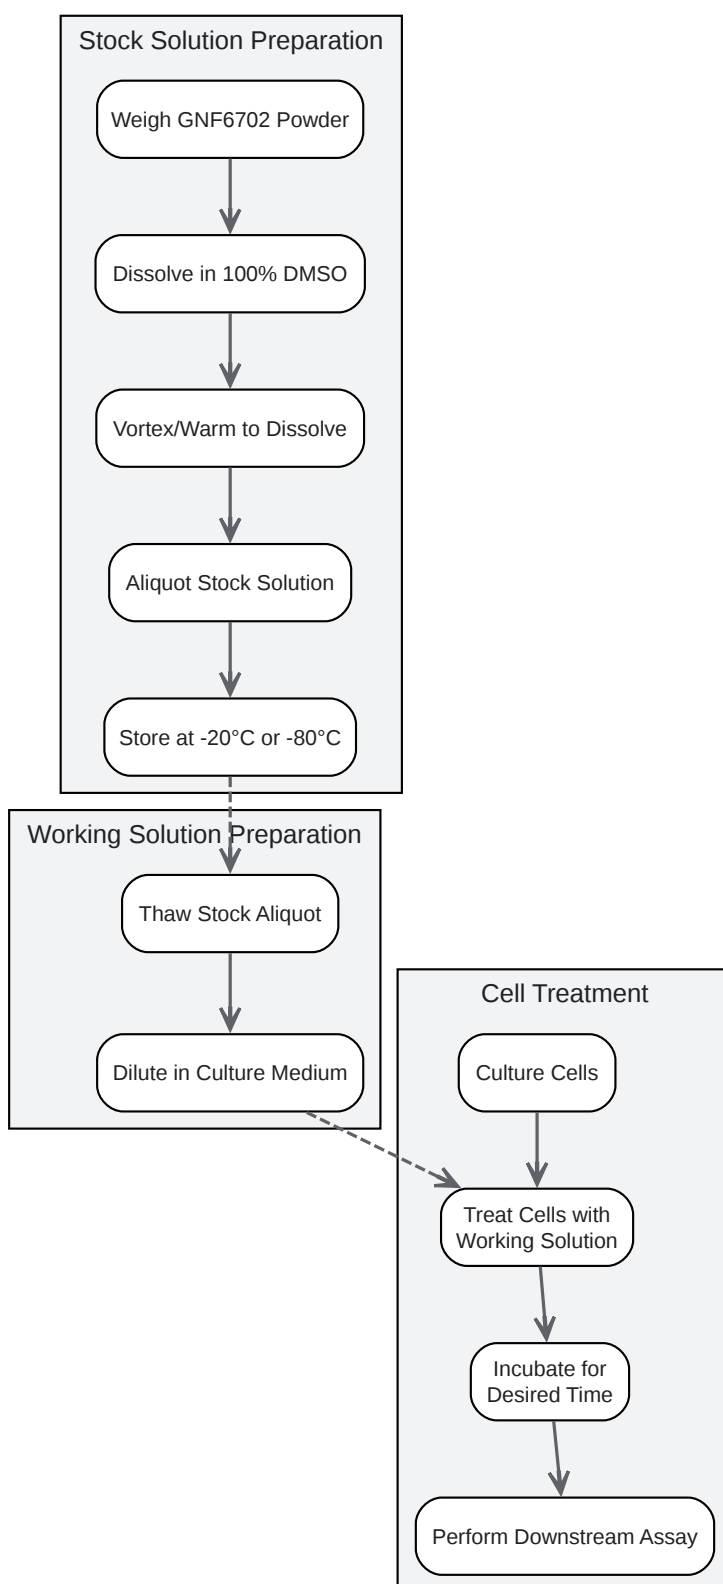 Stock Solution Preparation
Weigh GNF6702 Powder
Dissolve in 100% DMSO
Vortex/Warm to Dissolve
Aliquot Stock Solution
Store at -20°C or -80°C
Working Solution Preparation
Thaw Stock Aliquot
Dilute in Culture Medium
Cell Treatment
Culture Cells
Treat Cells with
Working Solution
Incubate for
Desired Time
Perform Downstream Assay